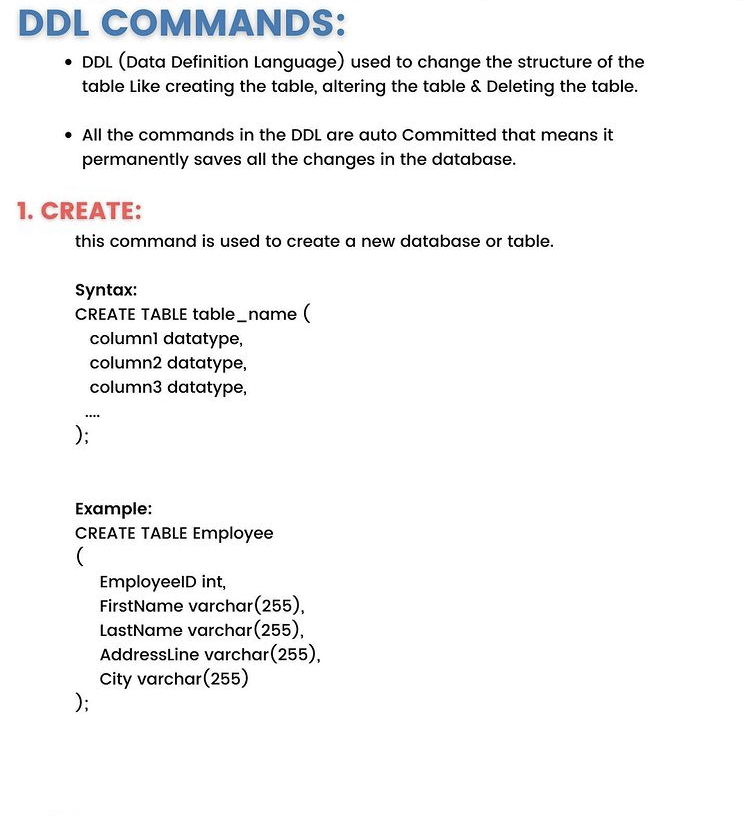 DDL COMMANDS:
• DDL (Data Definition Language) used to change the structure of the
table Like creating the table, altering the table & Deleting the table.
• All the commands in the DDL are auto Committed that means it
permanently saves all the changes in the database.
1. CREATE:
this command is used to create a new database or table.
Syntax:
CREATE TABLE table_name (
column1 datatype,
column2 datatype,
column3 datatype,
....
);
Example:
CREATE TABLE Employee
(
EmployeeID int,
FirstName varchar(255),
LastName varchar(255),
AddressLine varchar(255),
City varchar(255)
);